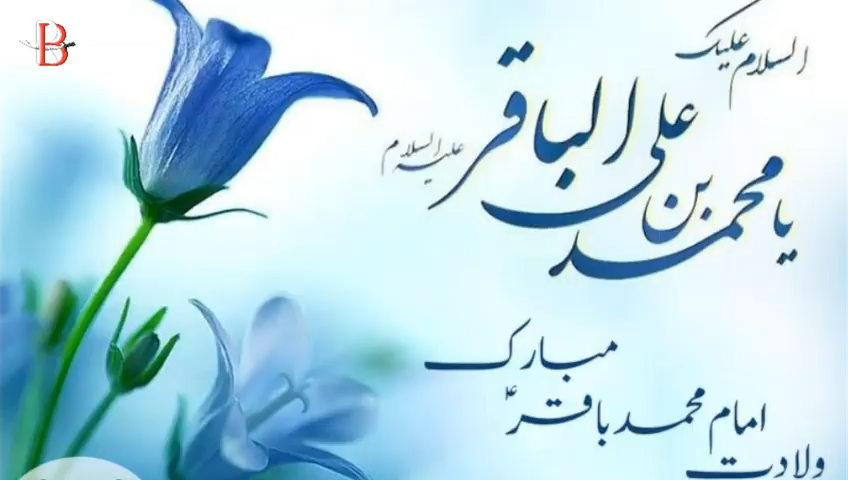 B
السلام علیک
یا محمد بن علی الباقر
علیه السلام
ولادت
امام محمد باقر ع
مبارک